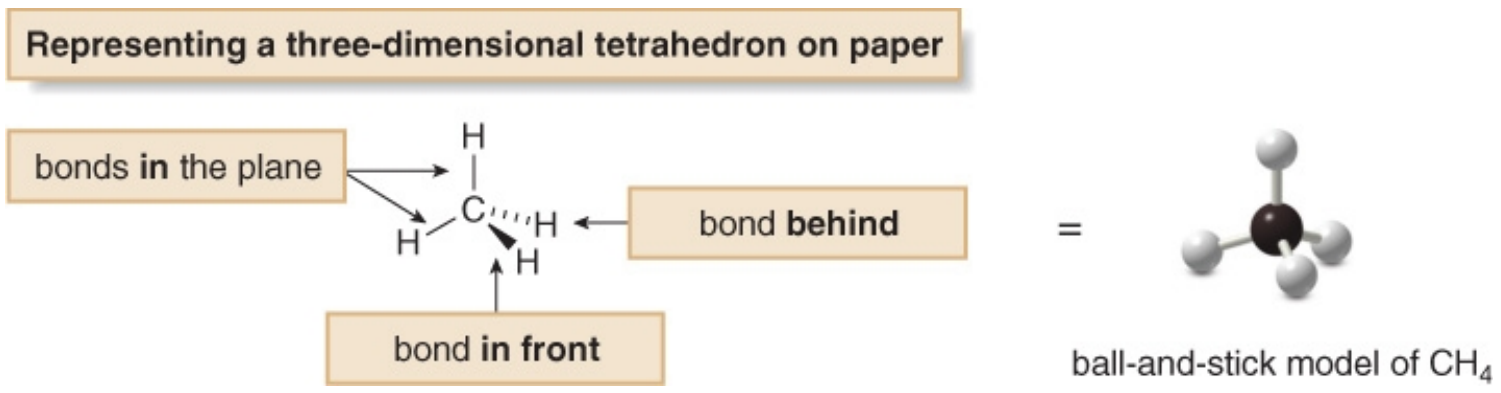 Representing a three-dimensional tetrahedron on paper
bonds in the plane
H
C
H
H
H
bond behind
=
bond in front
ball-and-stick model of CH₄